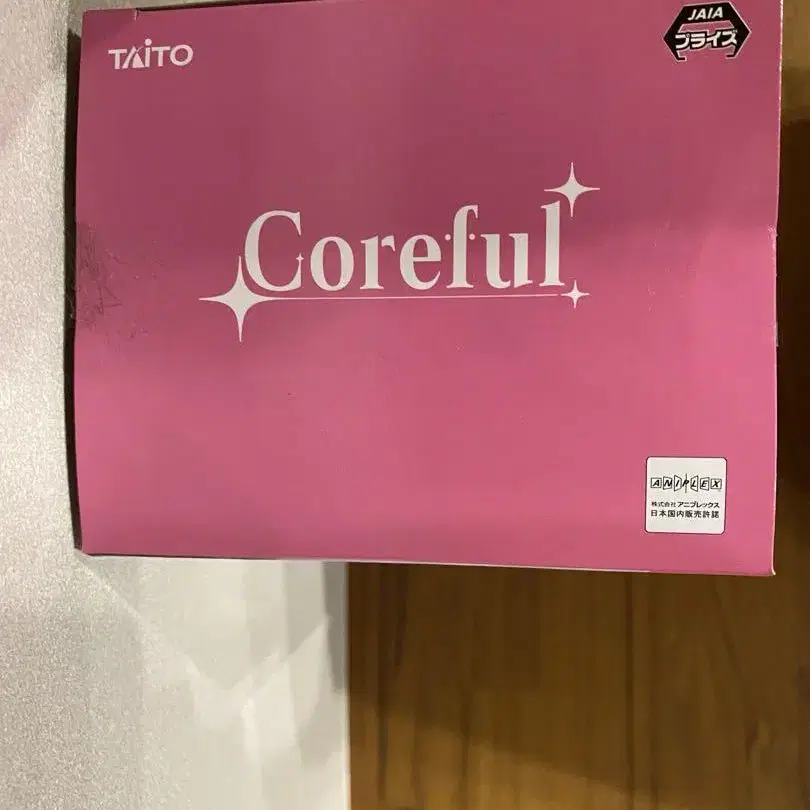 TAITO
JAIA
プライズ
Coreful
ANIPLEX
株式会社アニプレックス
日本国内販売許諾